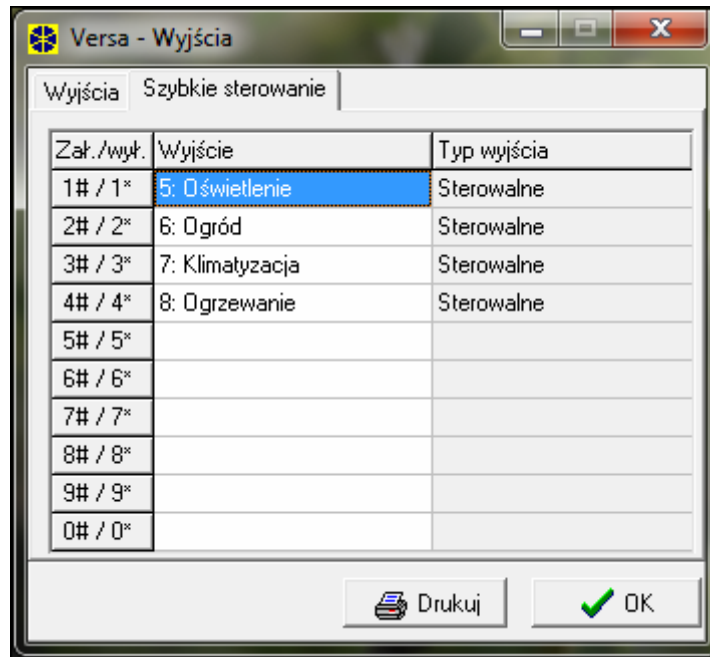 Versa - Wyjścia
Wyjścia Szybkie sterowanie
Zał./wył. Wyjście Typ wyjścia
1# / 1* 5: Oświetlenie Sterowalne
2# / 2* 6: Ogród Sterowalne
3# / 3* 7: Klimatyzacja Sterowalne
4# / 4* 8: Ogrzewanie Sterowalne
5# / 5*
6# / 6*
7# / 7*
8# / 8*
9# / 9*
0# / 0*
Drukuj OK